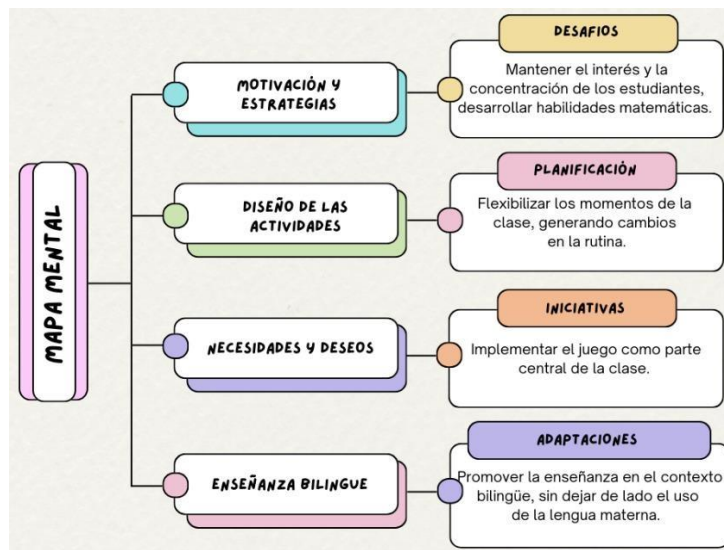 MAPA MENTAL
MOTIVACIÓN Y
ESTRATEGIAS
DESAFIOS
Mantener el interés y la
concentración de los estudiantes,
desarrollar habilidades matemáticas.
DISEÑO DE LAS
ACTIVIDADES
PLANIFICACIÓN
Flexibilizar los momentos de la
clase, generando cambios
en la rutina.
NECESIDADES Y DESEOS
INICIATIVAS
Implementar el juego como parte
central de la clase.
ENSEÑANZA BILINGUE
ADAPTACIONES
Promover la enseñanza en el contexto
bilingüe, sin dejar de lado el uso
de la lengua materna.